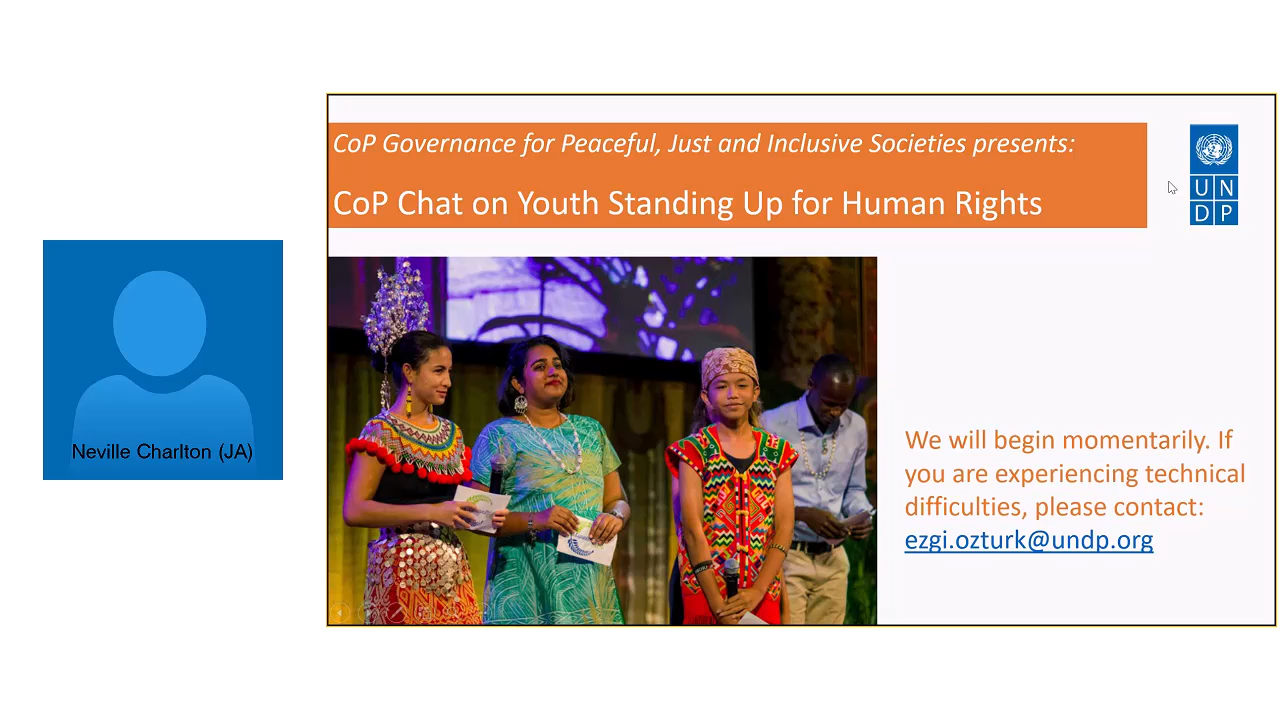 CoP Governance for Peaceful, Just and Inclusive Societies presents:
CoP Chat on Youth Standing Up for Human Rights
U N
D P
Neville Charlton (JA)
We will begin momentarily. If
you are experiencing technical
difficulties, please contact:
ezgi.ozturk@undp.org